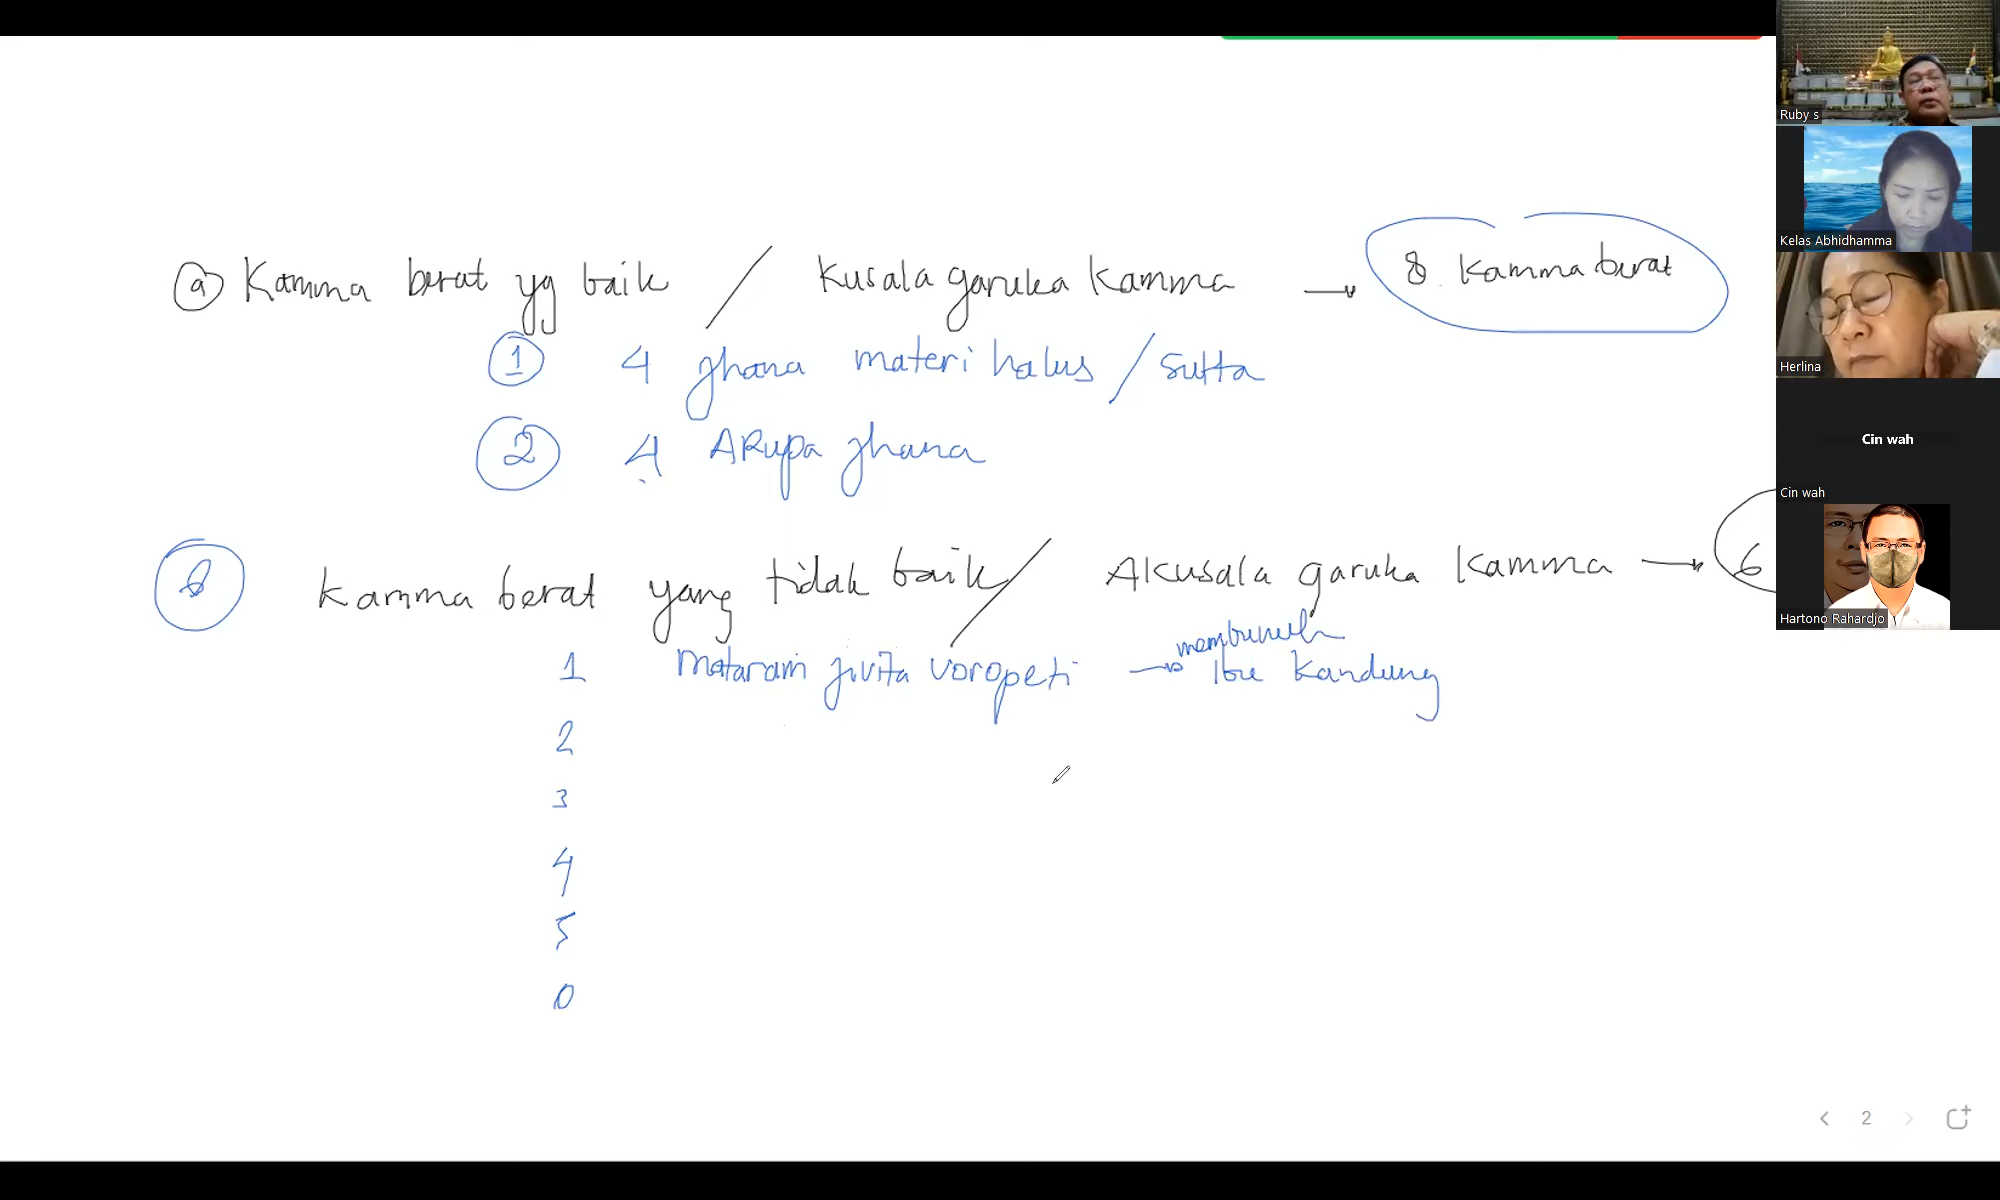 a Kamma berat yg baik / Kusala garuka Kamma → 8 Kamma berat
1 4 Jhana materi halus / Sutta
2 4 ARupa Jhana
b Kamma berat yang tidak baik / AKusala garuka Kamma → 6
membunuh
1 Mataram jivita voropeti → Ibu Kandung
2
3
4
5
6
Ruby s
Kelas Abhidhamma
Herlina
Cin wah
Cin wah
Hartono Rahardjo
2